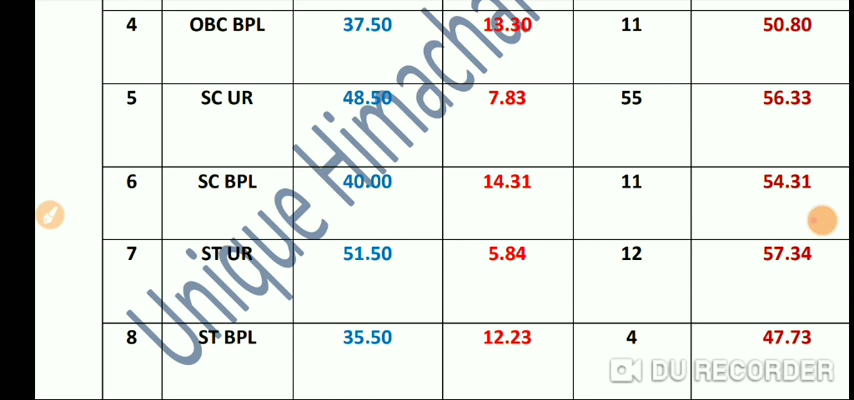 4 OBC BPL 37.50 13.30 11 50.80
5 SC UR 48.50 7.83 55 56.33
6 SC BPL 40.00 14.31 11 54.31
7 ST UR 51.50 5.84 12 57.34
8 ST BPL 35.50 12.23 4 47.73
Unique Himachal
DU RECORDER